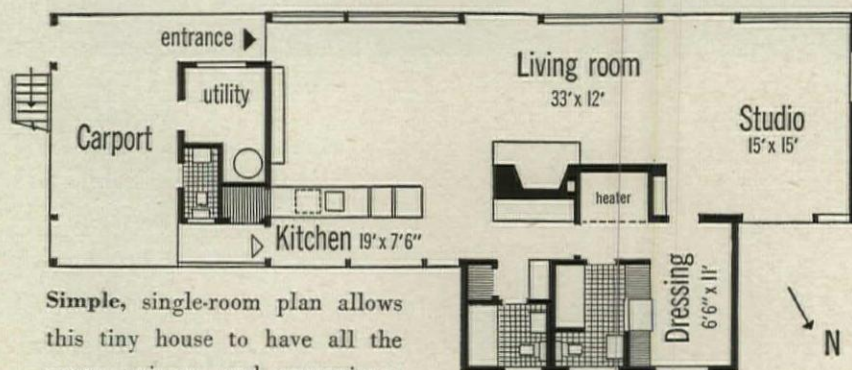 entrance
utility
Carport
Living room
33' x 12'
Studio
15' x 15'
heater
Kitchen 19' x 7'6"
Dressing
6'6" x 11'
N
Simple, single-room plan allows
this tiny house to have all the